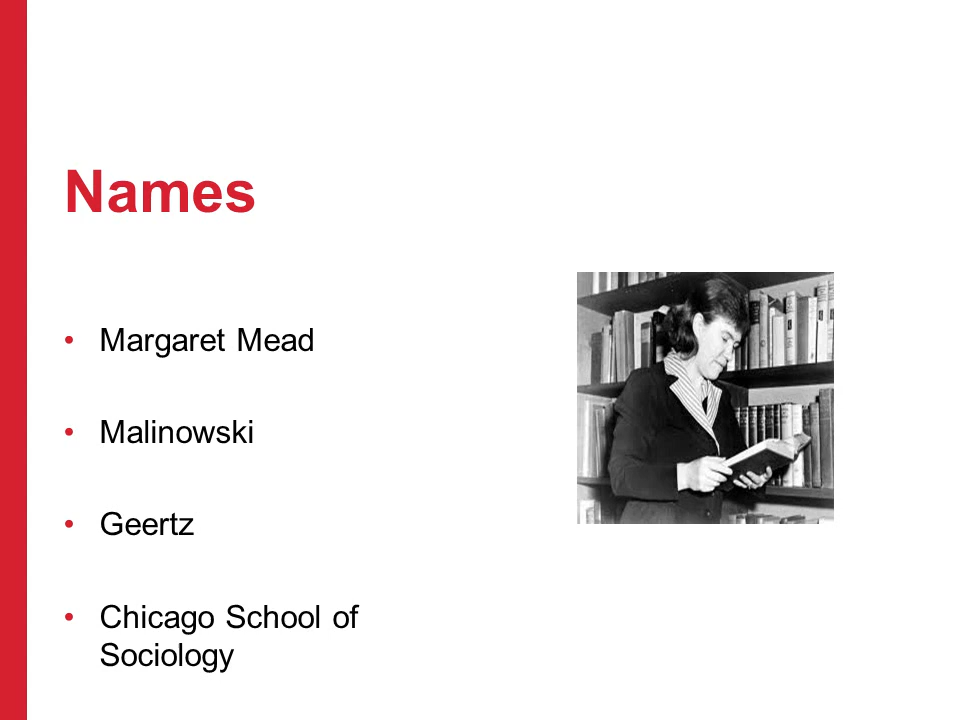 Names
• Margaret Mead
• Malinowski
• Geertz
• Chicago School of
Sociology